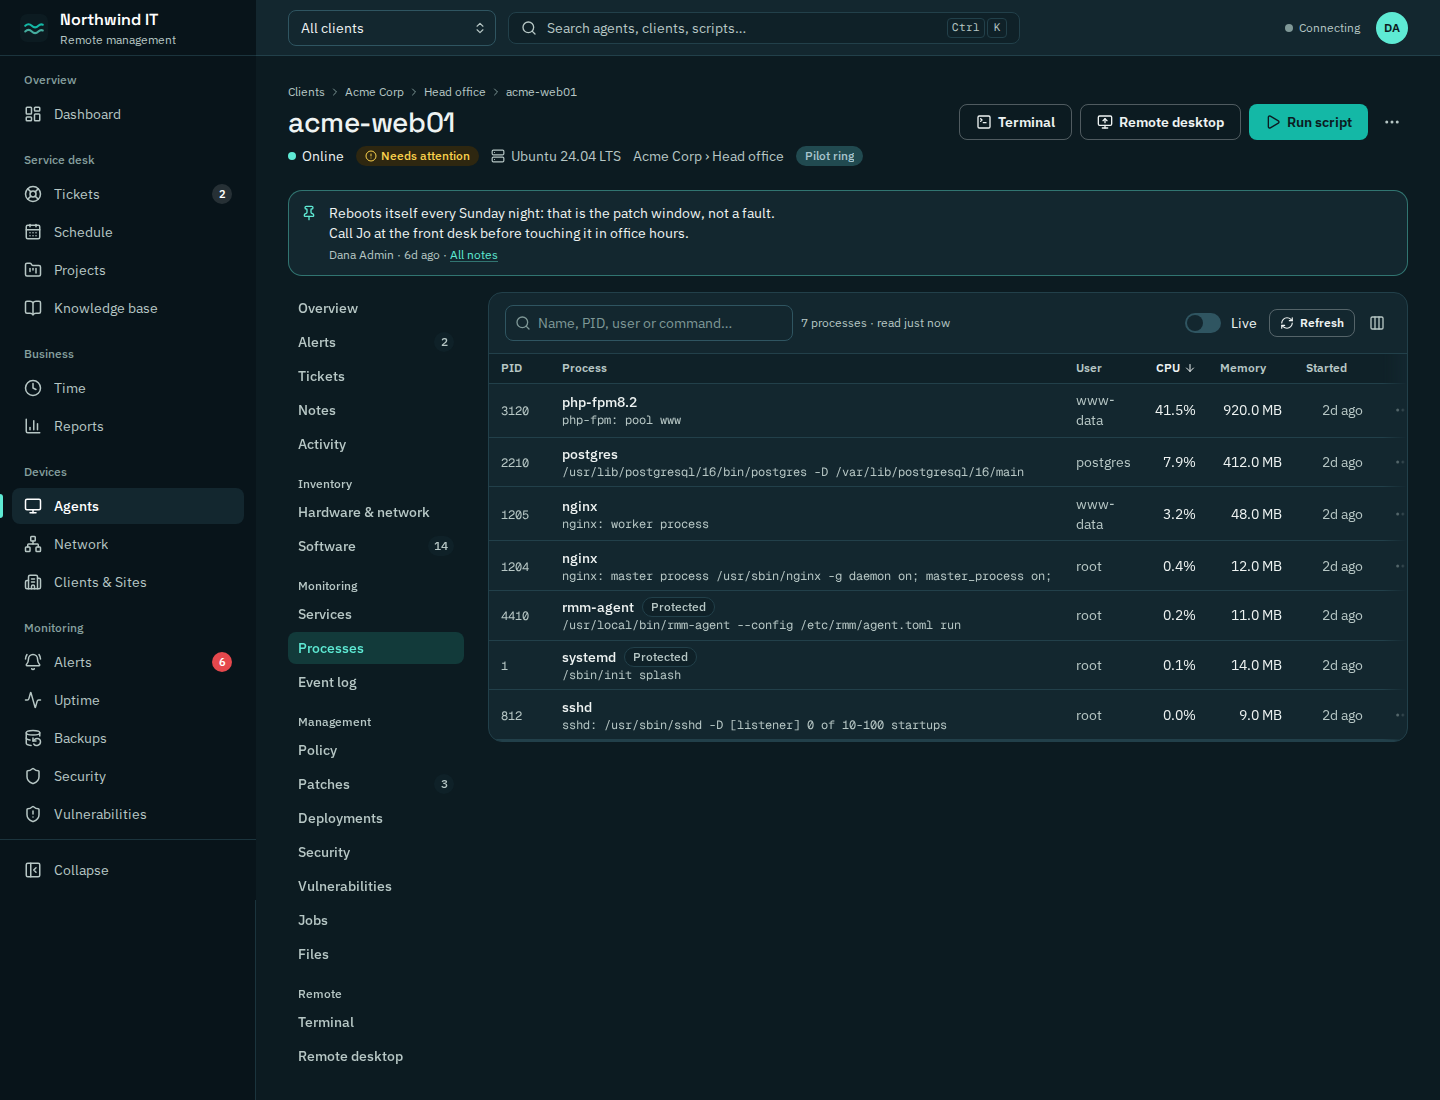 Northwind IT
Remote management
All clients
Search agents, clients, scripts...
Ctrl K
Connecting
DA
Overview
Dashboard
Service desk
Tickets 2
Schedule
Projects
Knowledge base
Business
Time
Reports
Devices
Agents
Network
Clients & Sites
Monitoring
Alerts 6
Uptime
Backups
Security
Vulnerabilities
Collapse
Clients > Acme Corp > Head office > acme-web01
acme-web01
Terminal
Remote desktop
Run script
Online
Needs attention
Ubuntu 24.04 LTS
Acme Corp › Head office
Pilot ring
Reboots itself every Sunday night: that is the patch window, not a fault.
Call Jo at the front desk before touching it in office hours.
Dana Admin · 6d ago · All notes
Overview
Alerts 2
Tickets
Notes
Activity
Inventory
Hardware & network
Software 14
Monitoring
Services
Processes
Event log
Management
Policy
Patches 3
Deployments
Security
Vulnerabilities
Jobs
Files
Remote
Terminal
Remote desktop
Name, PID, user or command...
7 processes · read just now
Live
Refresh
PID Process User CPU ↓ Memory Started
3120 php-fpm8.2 www-data 41.5% 920.0 MB 2d ago
php-fpm: pool www
2210 postgres postgres 7.9% 412.0 MB 2d ago
/usr/lib/postgresql/16/bin/postgres -D /var/lib/postgresql/16/main
1205 nginx www-data 3.2% 48.0 MB 2d ago
nginx: worker process
1204 nginx root 0.4% 12.0 MB 2d ago
nginx: master process /usr/sbin/nginx -g daemon on; master_process on;
4410 rmm-agent Protected root 0.2% 11.0 MB 2d ago
/usr/local/bin/rmm-agent --config /etc/rmm/agent.toml run
1 systemd Protected root 0.1% 14.0 MB 2d ago
/sbin/init splash
812 sshd root 0.0% 9.0 MB 2d ago
sshd: /usr/sbin/sshd -D [listener] 0 of 10-100 startups